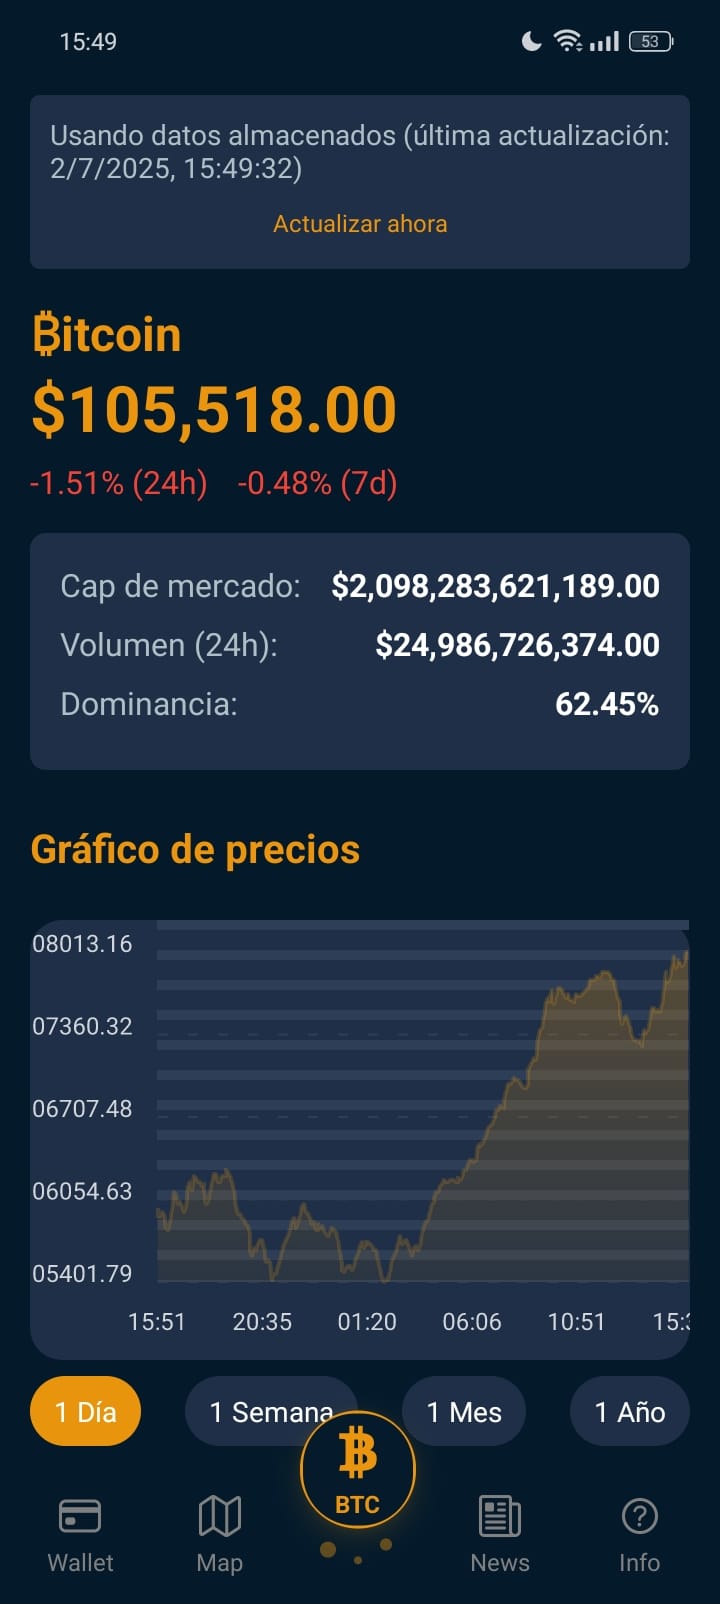 15:49
53
Usando datos almacenados (última actualización:
2/7/2025, 15:49:32)
Actualizar ahora
₿itcoin
$105,518.00
-1.51% (24h) -0.48% (7d)
Cap de mercado: $2,098,283,621,189.00
Volumen (24h): $24,986,726,374.00
Dominancia: 62.45%
Gráfico de precios
08013.16
07360.32
06707.48
06054.63
05401.79
15:51 20:35 01:20 06:06 10:51 15:3
1 Día 1 Semana 1 Mes 1 Año
BTC
Wallet Map News Info